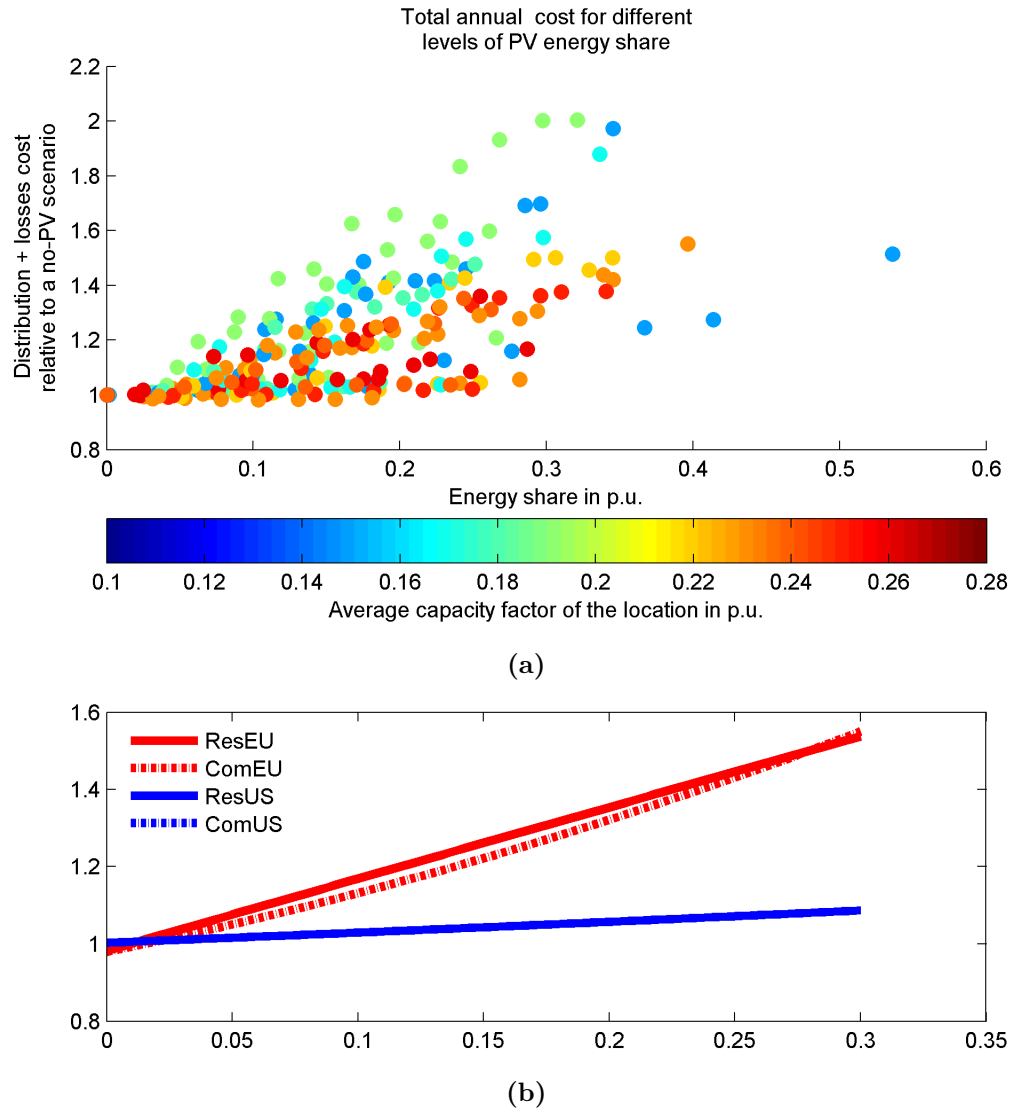 Total annual cost for different
levels of PV energy share
Distribution + losses cost
relative to a no-PV scenario
2.2
2
1.8
1.6
1.4
1.2
1
0.8
0 0.1 0.2 0.3 0.4 0.5 0.6
Energy share in p.u.
0.1 0.12 0.14 0.16 0.18 0.2 0.22 0.24 0.26 0.28
Average capacity factor of the location in p.u.
(a)
1.6
1.4
1.2
1
0.8
ResEU
ComEU
ResUS
ComUS
0 0.05 0.1 0.15 0.2 0.25 0.3 0.35
(b)